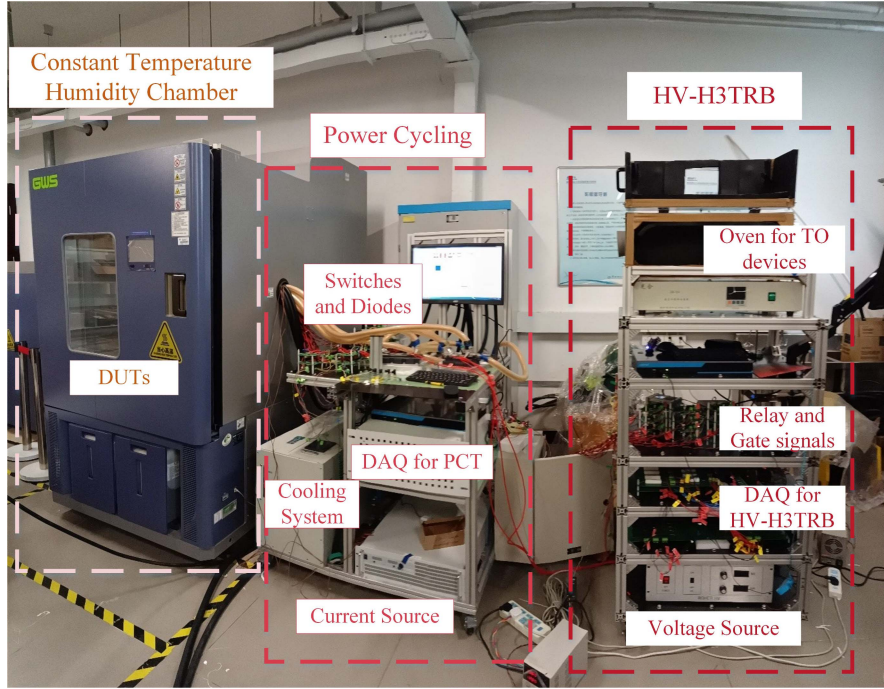 Constant Temperature
Humidity Chamber
GWS
DUTs
Power Cycling
Switches
and Diodes
DAQ for PCT
Cooling
System
Current Source
HV-H3TRB
Oven for TO
devices
Relay and
Gate signals
DAQ for
HV-H3TRB
Voltage Source